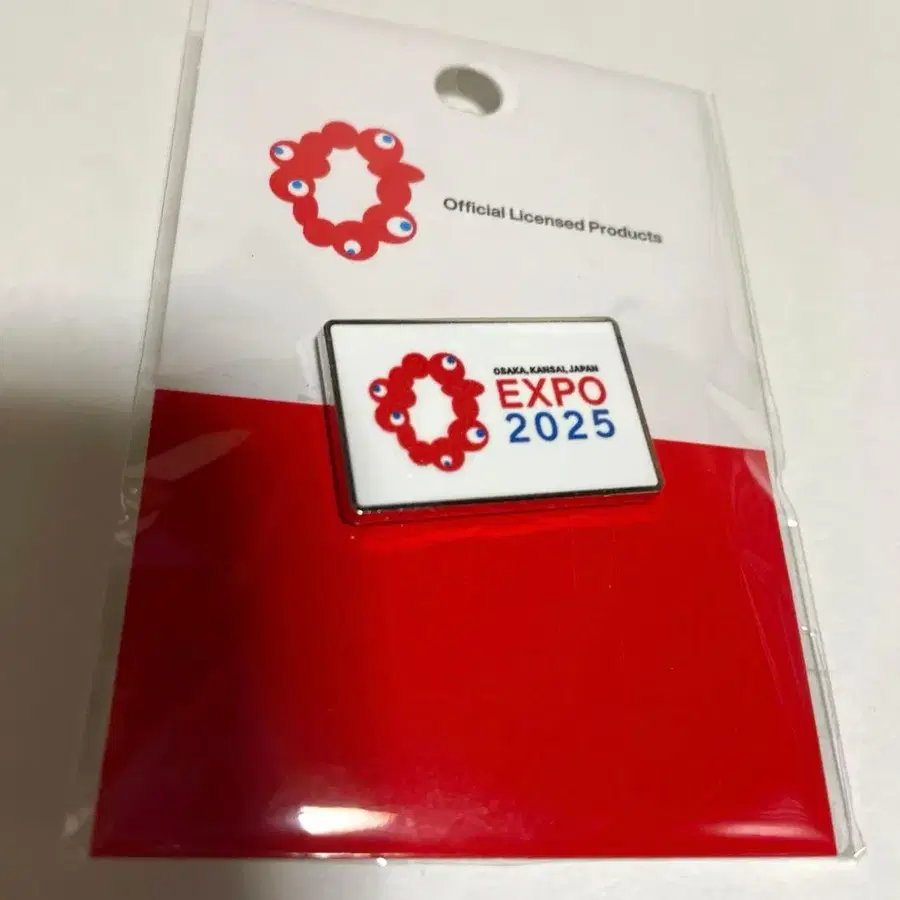 Official Licensed Products
OSAKA, KANSAI, JAPAN
EXPO
2025